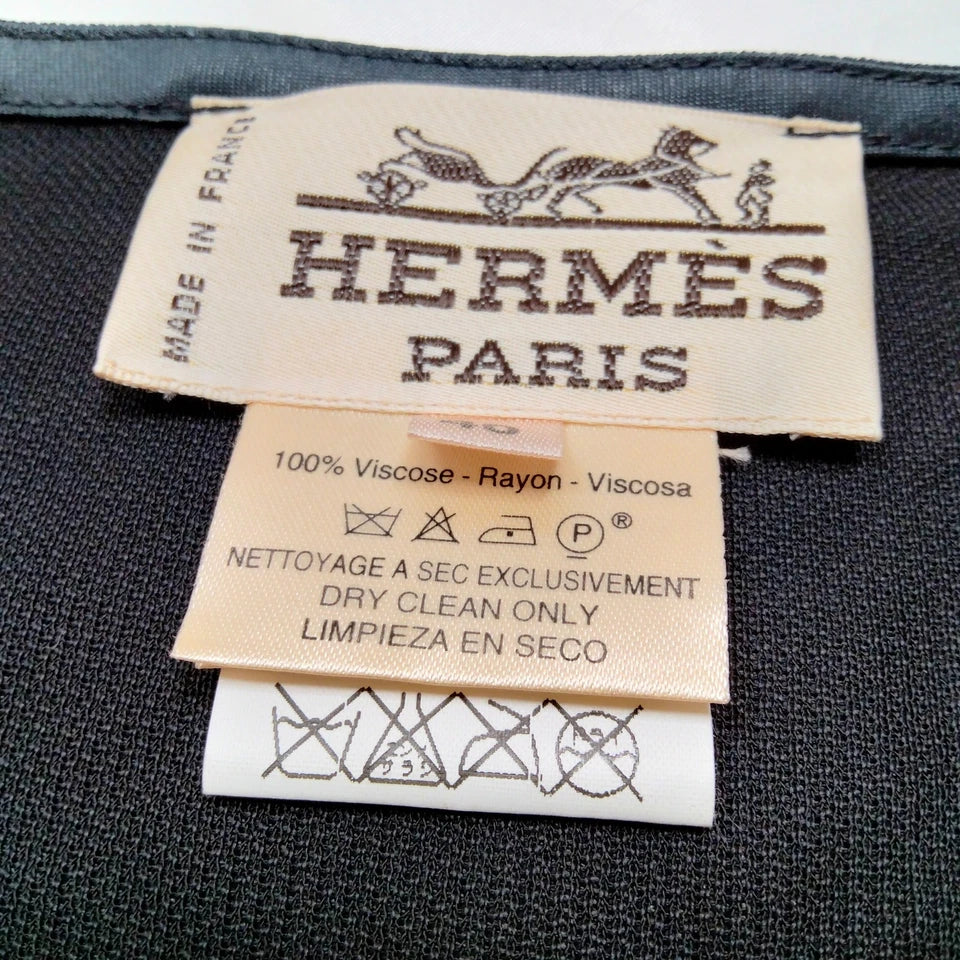 MADE IN FRANCE
HERMÈS
PARIS
100% Viscose - Rayon - Viscosa
P ®
NETTOYAGE A SEC EXCLUSIVEMENT
DRY CLEAN ONLY
LIMPIEZA EN SECO